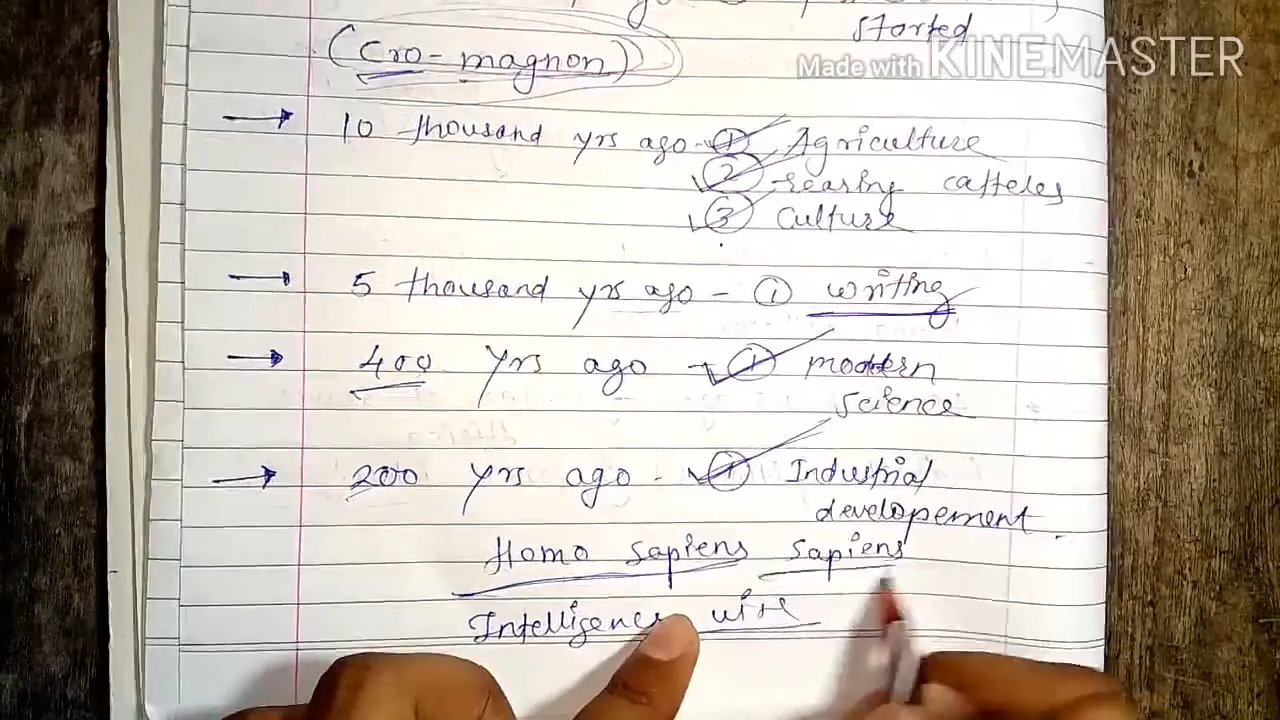 started
Made with KINEMASTER
(Cro-magnon)
→ 10 thousand yrs ago - ① Agriculture
② rearing catteles
③ Culture
→ 5 thousand yrs ago - ① writing
→ 400 yrs ago - ① modern
science
→ 200 yrs ago - ① Industrial
developement
Homo sapiens sapiens
Intelligence